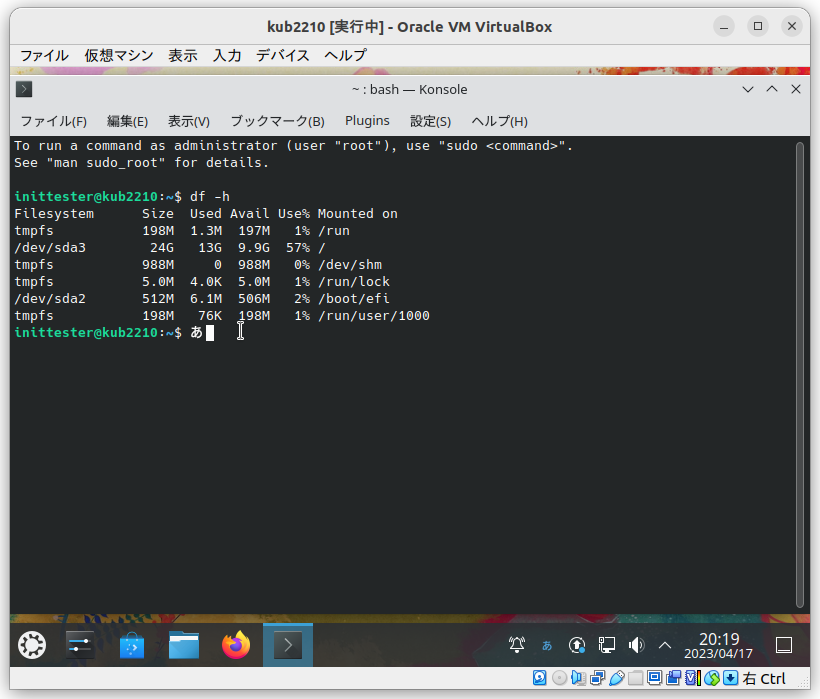 kub2210 [実行中] - Oracle VM VirtualBox
ファイル 仮想マシン 表示 入力 デバイス ヘルプ
~ : bash — Konsole
ファイル(F) 編集(E) 表示(V) ブックマーク(B) Plugins 設定(S) ヘルプ(H)
To run a command as administrator (user "root"), use "sudo <command>".
See "man sudo_root" for details.
inittester@kub2210:~$ df -h
Filesystem Size Used Avail Use% Mounted on
tmpfs 198M 1.3M 197M 1% /run
/dev/sda3 24G 13G 9.9G 57% /
tmpfs 988M 0 988M 0% /dev/shm
tmpfs 5.0M 4.0K 5.0M 1% /run/lock
/dev/sda2 512M 6.1M 506M 2% /boot/efi
tmpfs 198M 76K 198M 1% /run/user/1000
inittester@kub2210:~$ あ
あ 20:19
2023/04/17
右 Ctrl